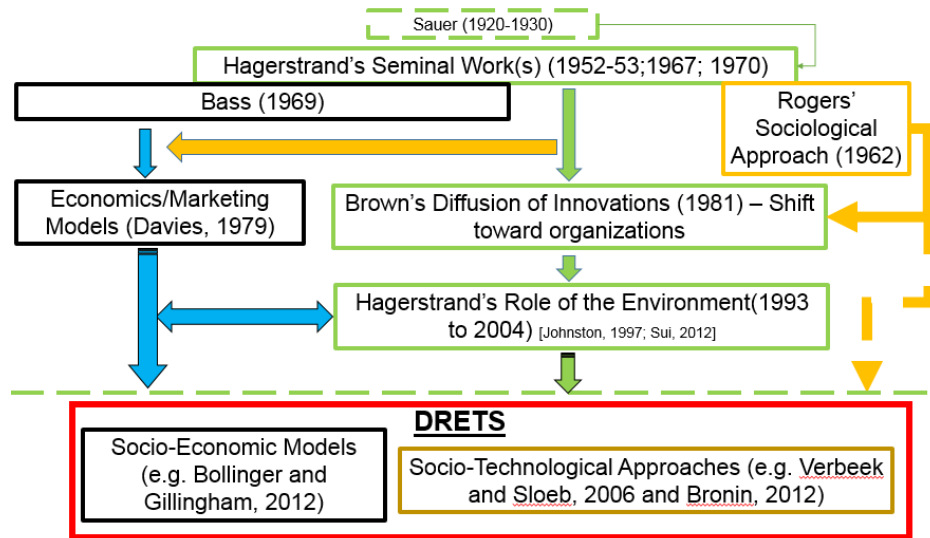 Sauer (1920-1930)
Hagerstrand's Seminal Work(s) (1952-53;1967; 1970)
Bass (1969)
Rogers'
Sociological
Approach (1962)
Economics/Marketing
Models (Davies, 1979)
Brown's Diffusion of Innovations (1981) – Shift
toward organizations
Hagerstrand's Role of the Environment(1993
to 2004) [Johnston, 1997; Sui, 2012]
DRETS
Socio-Economic Models
(e.g. Bollinger and
Gillingham, 2012)
Socio-Technological Approaches (e.g. Verbeek
and Sloeb, 2006 and Bronin, 2012)